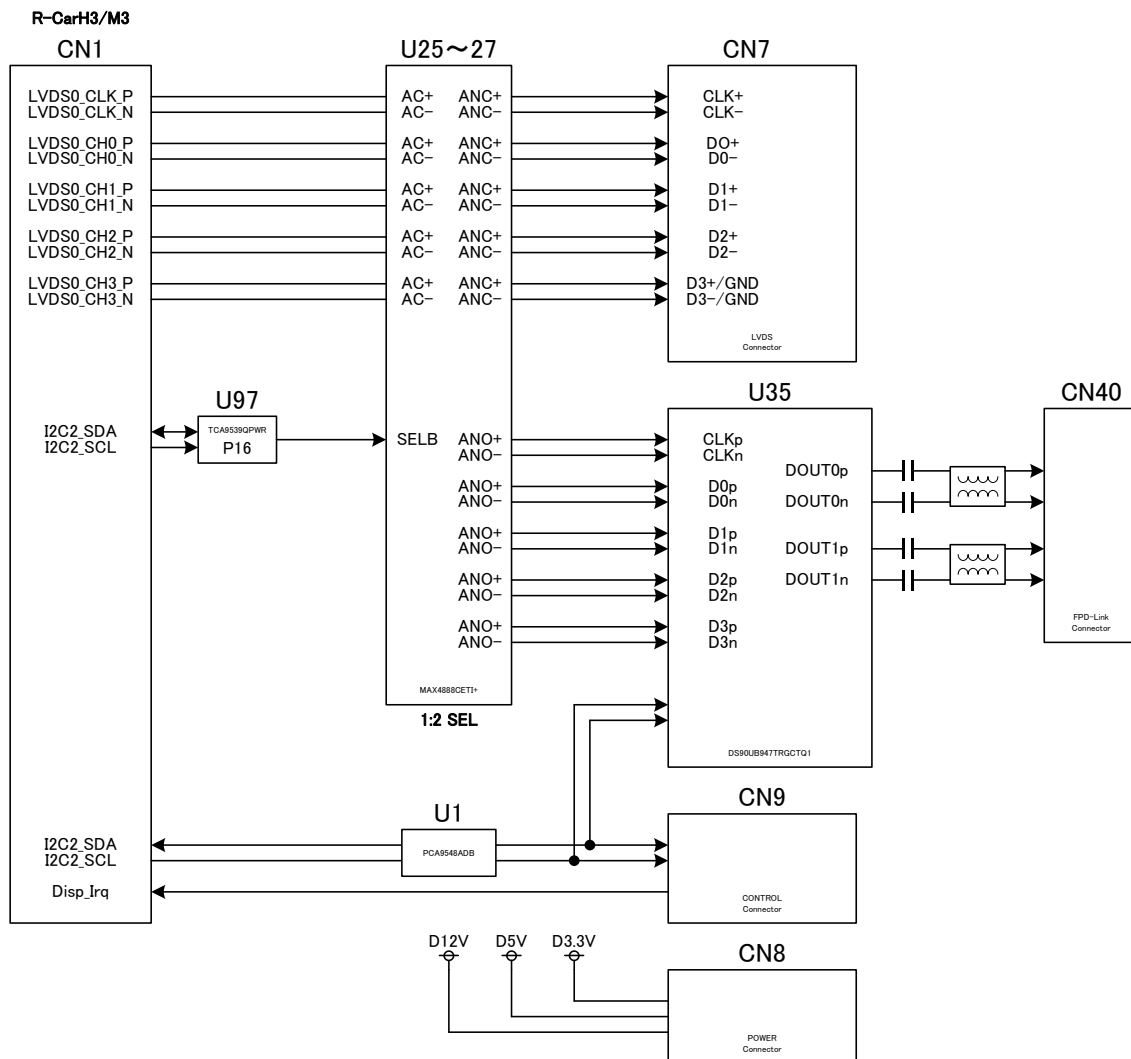 R-CarH3/M3
CN1
U25～27
CN7
LVDS0_CLK_P AC+ ANC+ CLK+
LVDS0_CLK_N AC- ANC- CLK-
LVDS0_CH0_P AC+ ANC+ DO+
LVDS0_CH0_N AC- ANC- D0-
LVDS0_CH1_P AC+ ANC+ D1+
LVDS0_CH1_N AC- ANC- D1-
LVDS0_CH2_P AC+ ANC+ D2+
LVDS0_CH2_N AC- ANC- D2-
LVDS0_CH3_P AC+ ANC+ D3+/GND
LVDS0_CH3_N AC- ANC- D3-/GND
LVDS
Connector
U97
U35
CN40
I2C2_SDA
I2C2_SCL
TCA9539QPWR
P16
SELB
ANO+ CLKp
ANO- CLKn
ANO+ D0p
ANO- D0n
ANO+ D1p
ANO- D1n
ANO+ D2p
ANO- D2n
ANO+ D3p
ANO- D3n
DOUT0p
DOUT0n
DOUT1p
DOUT1n
FPD-Link
Connector
MAX4888CETI+
1:2 SEL
DS90UB947TRGCTQ1
U1
CN9
I2C2_SDA
I2C2_SCL
PCA9548ADB
Disp_Irq
CONTROL
Connector
D12V D5V D3.3V
CN8
POWER
Connector